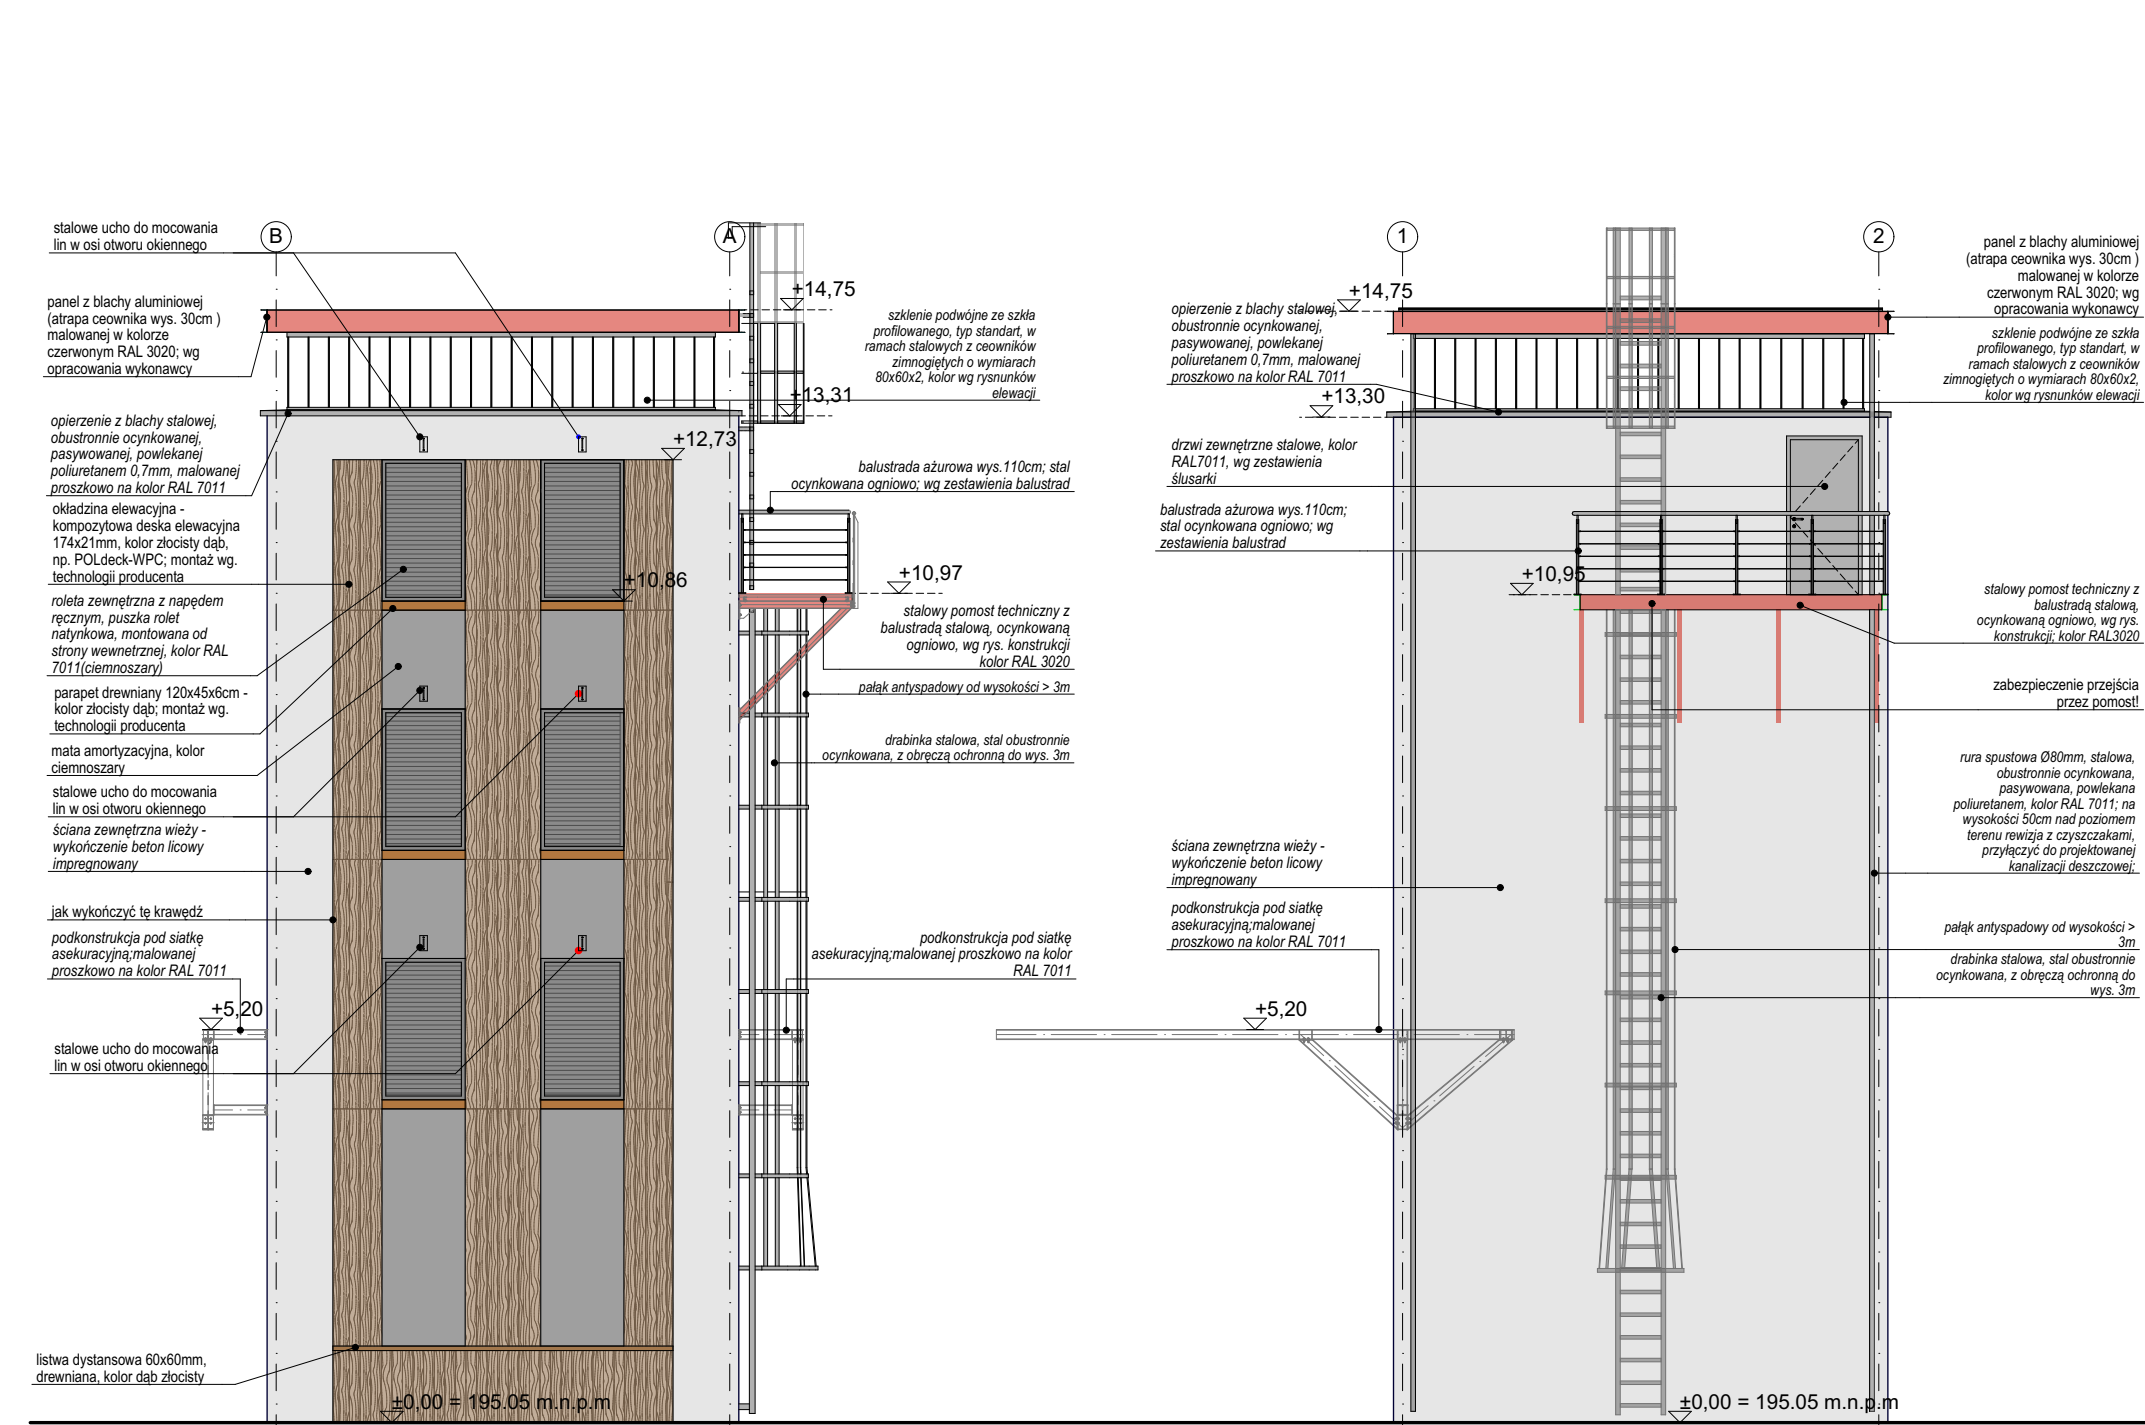 stalowe ucho do mocowania
lin w osi otworu okiennego
B
A
panel z blachy aluminiowej
(atrapa ceownika wys. 30cm )
malowanej w kolorze
czerwonym RAL 3020; wg
opracowania wykonawcy
opierzenie z blachy stalowej,
obustronnie ocynkowanej,
pasywowanej, powlekanej
poliuretanem 0,7mm, malowanej
proszkowo na kolor RAL 7011
okładzina elewacyjna -
kompozytowa deska elewacyjna
174x21mm, kolor złocisty dąb,
np. POLdeck-WPC; montaż wg.
technologii producenta
roleta zewnętrzna z napędem
ręcznym, puszka rolet
natynkowa, montowana od
strony wewnetrznej, kolor RAL
7011(ciemnoszary)
parapet drewniany 120x45x6cm -
kolor złocisty dąb; montaż wg.
technologii producenta
mata amortyzacyjna, kolor
ciemnoszary
stalowe ucho do mocowania
lin w osi otworu okiennego
ściana zewnętrzna wieży -
wykończenie beton licowy
impregnowany
jak wykończyć tę krawędź
podkonstrukcja pod siatkę
asekuracyjną;malowanej
proszkowo na kolor RAL 7011
+5,20
stalowe ucho do mocowania
lin w osi otworu okiennego
listwa dystansowa 60x60mm,
drewniana, kolor dąb złocisty
±0,00 = 195.05 m.n.p.m
+14,75
+13,31
+12,73
+10,86
+10,97
szklenie podwójne ze szkła
profilowanego, typ standart, w
ramach stalowych z ceowników
zimnogiętych o wymiarach
80x60x2, kolor wg rysnunków
elewacji
balustrada ażurowa wys.110cm; stal
ocynkowana ogniowo; wg zestawienia balustrad
stalowy pomost techniczny z
balustradą stalową, ocynkowaną
ogniowo, wg rys. konstrukcji
kolor RAL 3020
pałąk antyspadowy od wysokości > 3m
drabinka stalowa, stal obustronnie
ocynkowana, z obręczą ochronną do wys. 3m
podkonstrukcja pod siatkę
asekuracyjną;malowanej proszkowo na kolor
RAL 7011
1
2
+14,75
opierzenie z blachy stalowej,
obustronnie ocynkowanej,
pasywowanej, powlekanej
poliuretanem 0,7mm, malowanej
proszkowo na kolor RAL 7011
+13,30
drzwi zewnętrzne stalowe, kolor
RAL7011, wg zestawienia
ślusarki
balustrada ażurowa wys.110cm;
stal ocynkowana ogniowo; wg
zestawienia balustrad
+10,95
ściana zewnętrzna wieży -
wykończenie beton licowy
impregnowany
podkonstrukcja pod siatkę
asekuracyjną;malowanej
proszkowo na kolor RAL 7011
+5,20
panel z blachy aluminiowej
(atrapa ceownika wys. 30cm )
malowanej w kolorze
czerwonym RAL 3020; wg
opracowania wykonawcy
szklenie podwójne ze szkła
profilowanego, typ standart, w
ramach stalowych z ceowników
zimnogiętych o wymiarach 80x60x2,
kolor wg rysnunków elewacji
stalowy pomost techniczny z
balustradą stalową,
ocynkowaną ogniowo, wg rys.
konstrukcji; kolor RAL3020
zabezpieczenie przejścia
przez pomost!
rura spustowa Ø80mm, stalowa,
obustronnie ocynkowana,
pasywowana, powlekana
poliuretanem, kolor RAL 7011; na
wysokości 50cm nad poziomem
terenu rewizja z czyszczakami,
przyłączyć do projektowanej
kanalizacji deszczowej;
pałąk antyspadowy od wysokości >
3m
drabinka stalowa, stal obustronnie
ocynkowana, z obręczą ochronną do
wys. 3m
±0,00 = 195.05 m.n.p.m